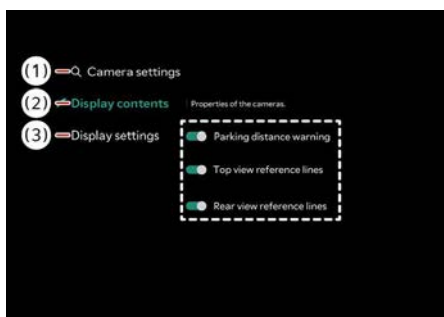 (1) Camera settings
(2) Display contents
Properties of the cameras.
(3) Display settings
Parking distance warning
Top view reference lines
Rear view reference lines